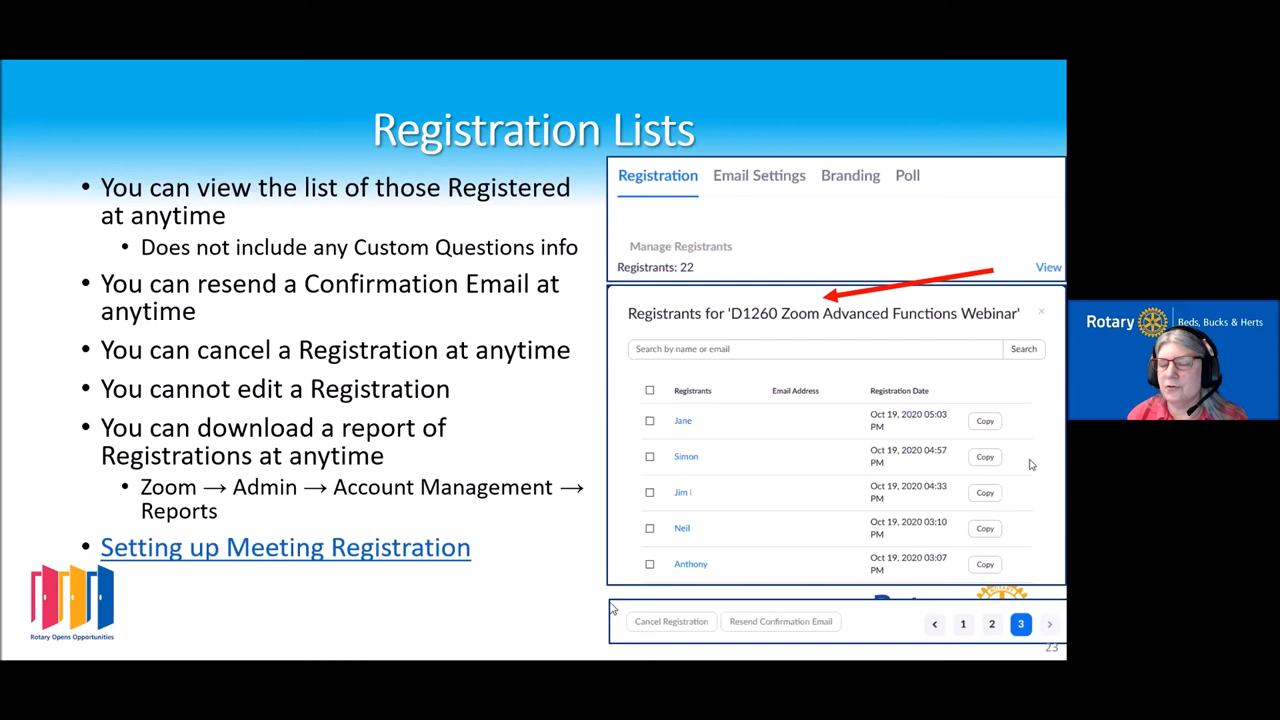 Registration Lists
• You can view the list of those Registered
at anytime
• Does not include any Custom Questions info
• You can resend a Confirmation Email at
anytime
• You can cancel a Registration at anytime
• You cannot edit a Registration
• You can download a report of
Registrations at anytime
• Zoom → Admin → Account Management →
Reports
• Setting up Meeting Registration
Rotary Opens Opportunities
Registration Email Settings Branding Poll
Manage Registrants
Registrants: 22 View
Registrants for 'D1260 Zoom Advanced Functions Webinar' ×
Search by name or email Search
Registrants Email Address Registration Date
Jane Oct 19, 2020 05:03 Copy
PM
Simon Oct 19, 2020 04:57 Copy
PM
Jim Oct 19, 2020 04:33 Copy
PM
Neil Oct 19, 2020 03:10 Copy
PM
Anthony Oct 19, 2020 03:07 Copy
PM
Cancel Registration Resend Confirmation Email < 1 2 3 >
23
Rotary Beds, Bucks & Herts